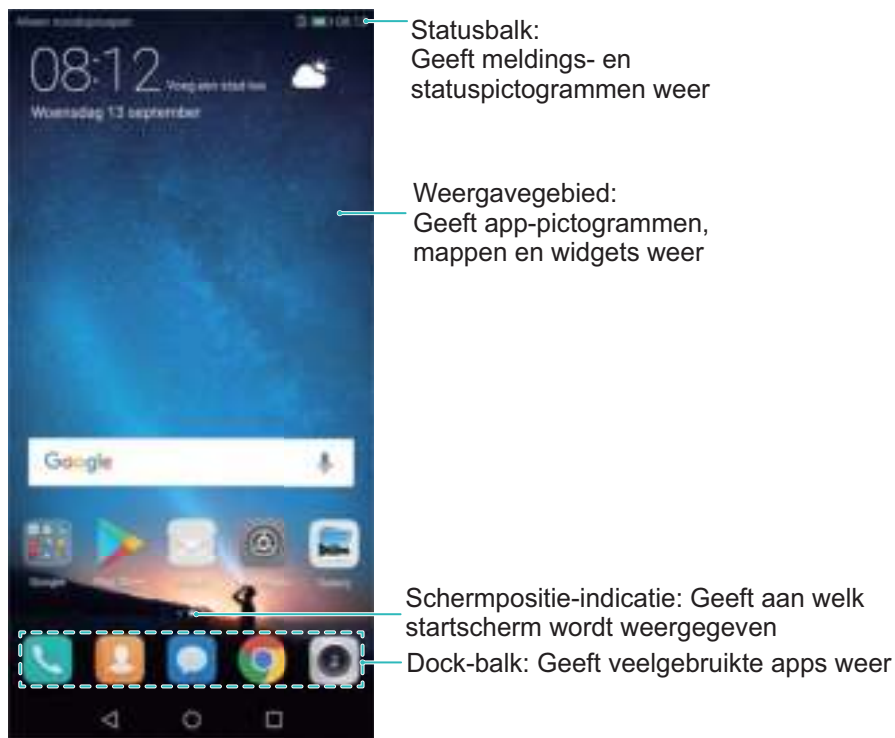 08:12
Woensdag 13 september
Statusbalk:
Geeft meldings- en
statuspictogrammen weer
Weergavegebied:
Geeft app-pictogrammen,
mappen en widgets weer
Google
Schermpositie-indicatie: Geeft aan welk
startscherm wordt weergegeven
Dock-balk: Geeft veelgebruikte apps weer